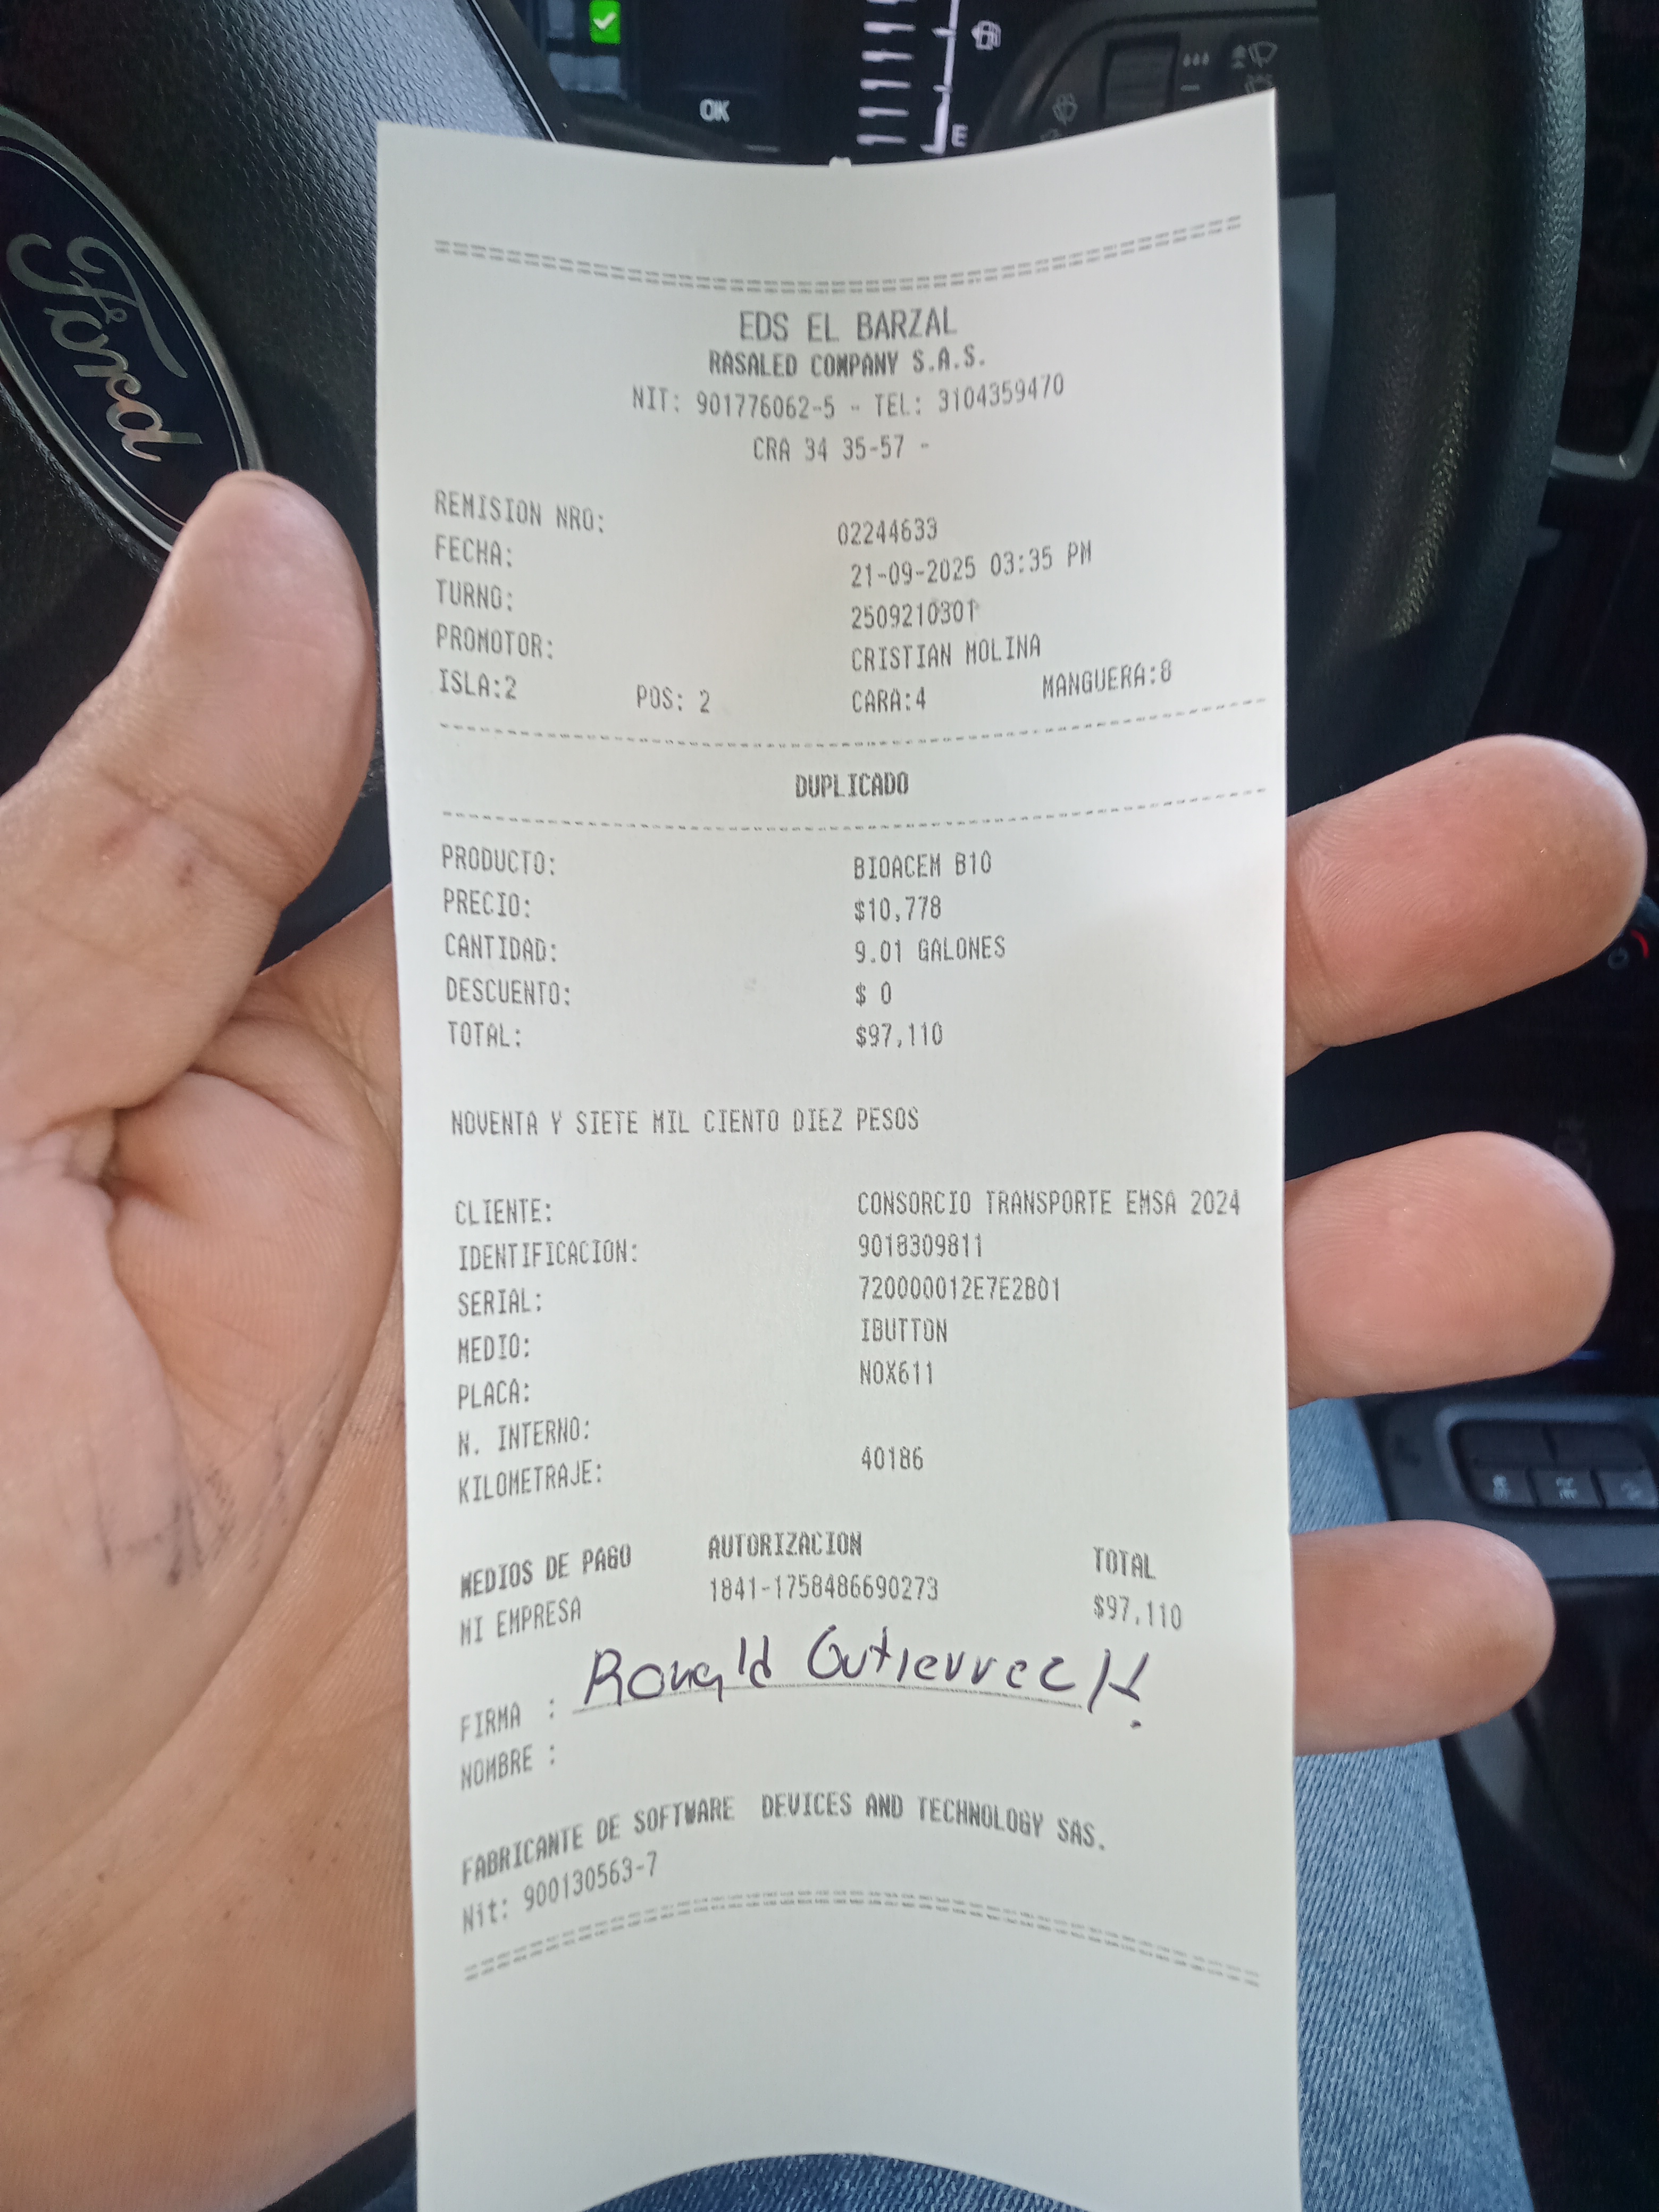 OK
E
Ford
EDS EL BARZAL
RASALED COMPANY S.A.S.
NIT: 901776062-5 - TEL: 3104359470
CRA 34 35-57 -
REMISION NRO: 02244633
FECHA: 21-09-2025 03:35 PM
TURNO: 2509210301
PROMOTOR: CRISTIAN MOLINA
ISLA:2 POS: 2 CARA:4 MANGUERA:8
DUPLICADO
PRODUCTO: BIOACEM B10
PRECIO: $10,778
CANTIDAD: 9.01 GALONES
DESCUENTO: $ 0
TOTAL: $97,110
NOVENTA Y SIETE MIL CIENTO DIEZ PESOS
CLIENTE: CONSORCIO TRANSPORTE EMSA 2024
IDENTIFICACION: 9018309811
SERIAL: 720000012E7E2B01
MEDIO: IBUTTON
PLACA: NOX611
N. INTERNO:
KILOMETRAJE: 40186
MEDIOS DE PAGO AUTORIZACION TOTAL
MI EMPRESA 1841-1758486690273 $97,110
FIRMA : Ronald Gutierrez H.
NOMBRE :
FABRICANTE DE SOFTWARE DEVICES AND TECHNOLOGY SAS.
Nit: 900130563-7